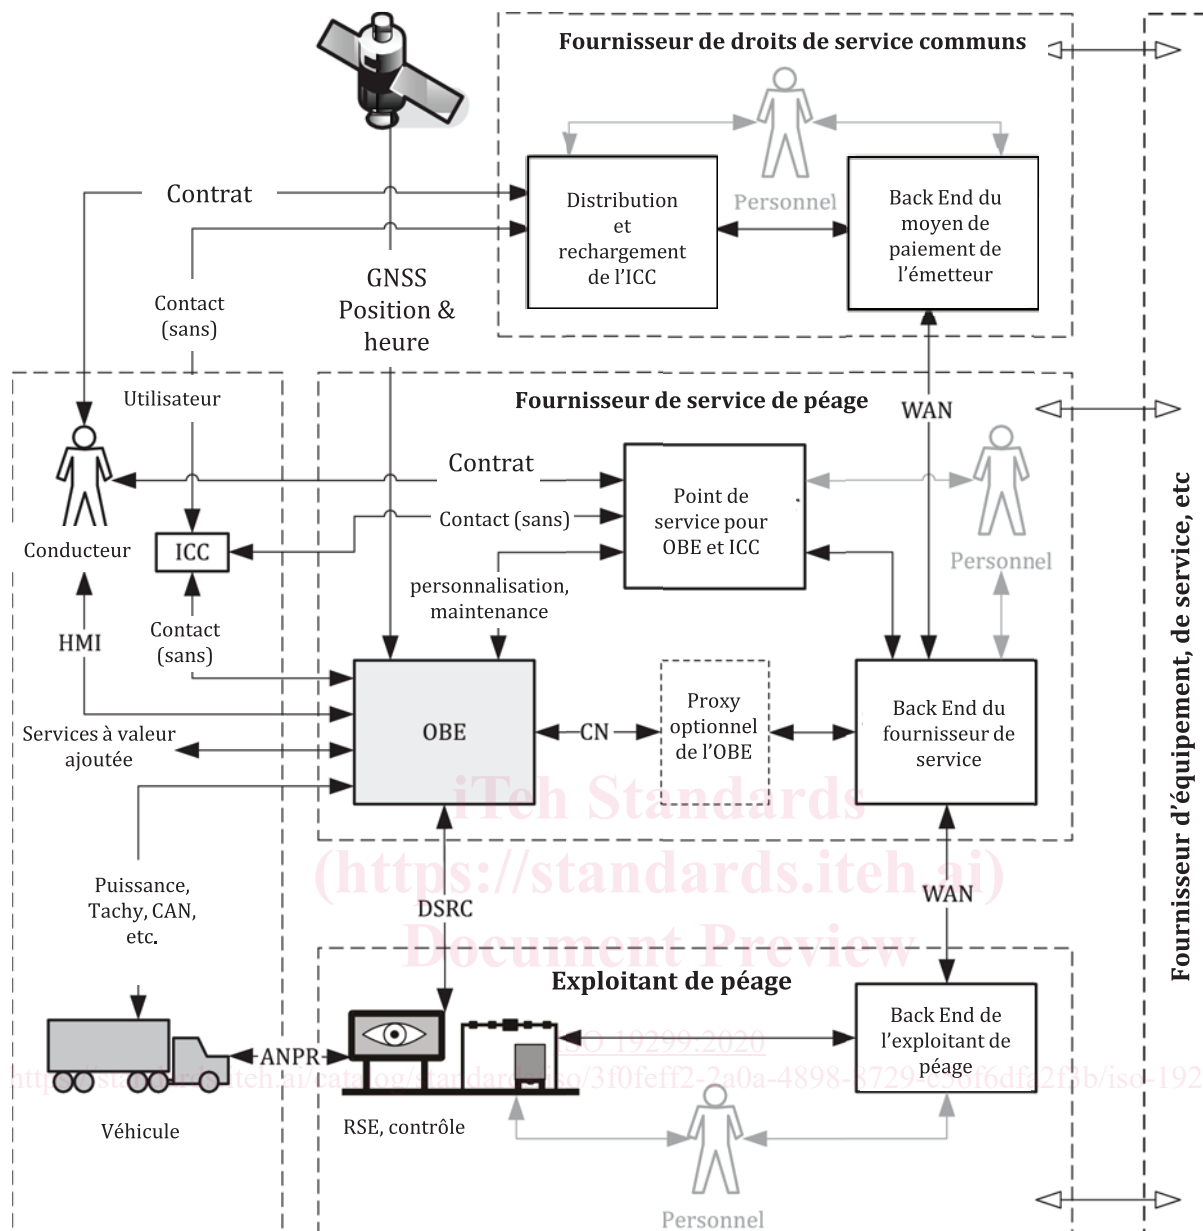 Fournisseur de droits de service communs
Personnel
Distribution
et
rechargement
de l'ICC
Back End du
moyen de
paiement de
l'émetteur
Contrat
GNSS
Position &
heure
Contact
(sans)
Utilisateur
Fournisseur de service de péage
WAN
Contrat
Point de
service pour
OBE et ICC
Contact (sans)
Personnel
Conducteur
ICC
personnalisation,
maintenance
HMI
Contact
(sans)
Services à valeur
ajoutée
OBE
CN
Proxy
optionnel
de l'OBE
Back End du
fournisseur de
service
iTeh Standards
(https://standards.iteh.ai)
Document Preview
Puissance,
Tachy, CAN,
etc.
DSRC
WAN
Exploitant de péage
Back End de
l'exploitant de
péage
ANPR
ISO 19299:2020
Véhicule
RSE, contrôle
Personnel
Fournisseur d'équipement, de service, etc